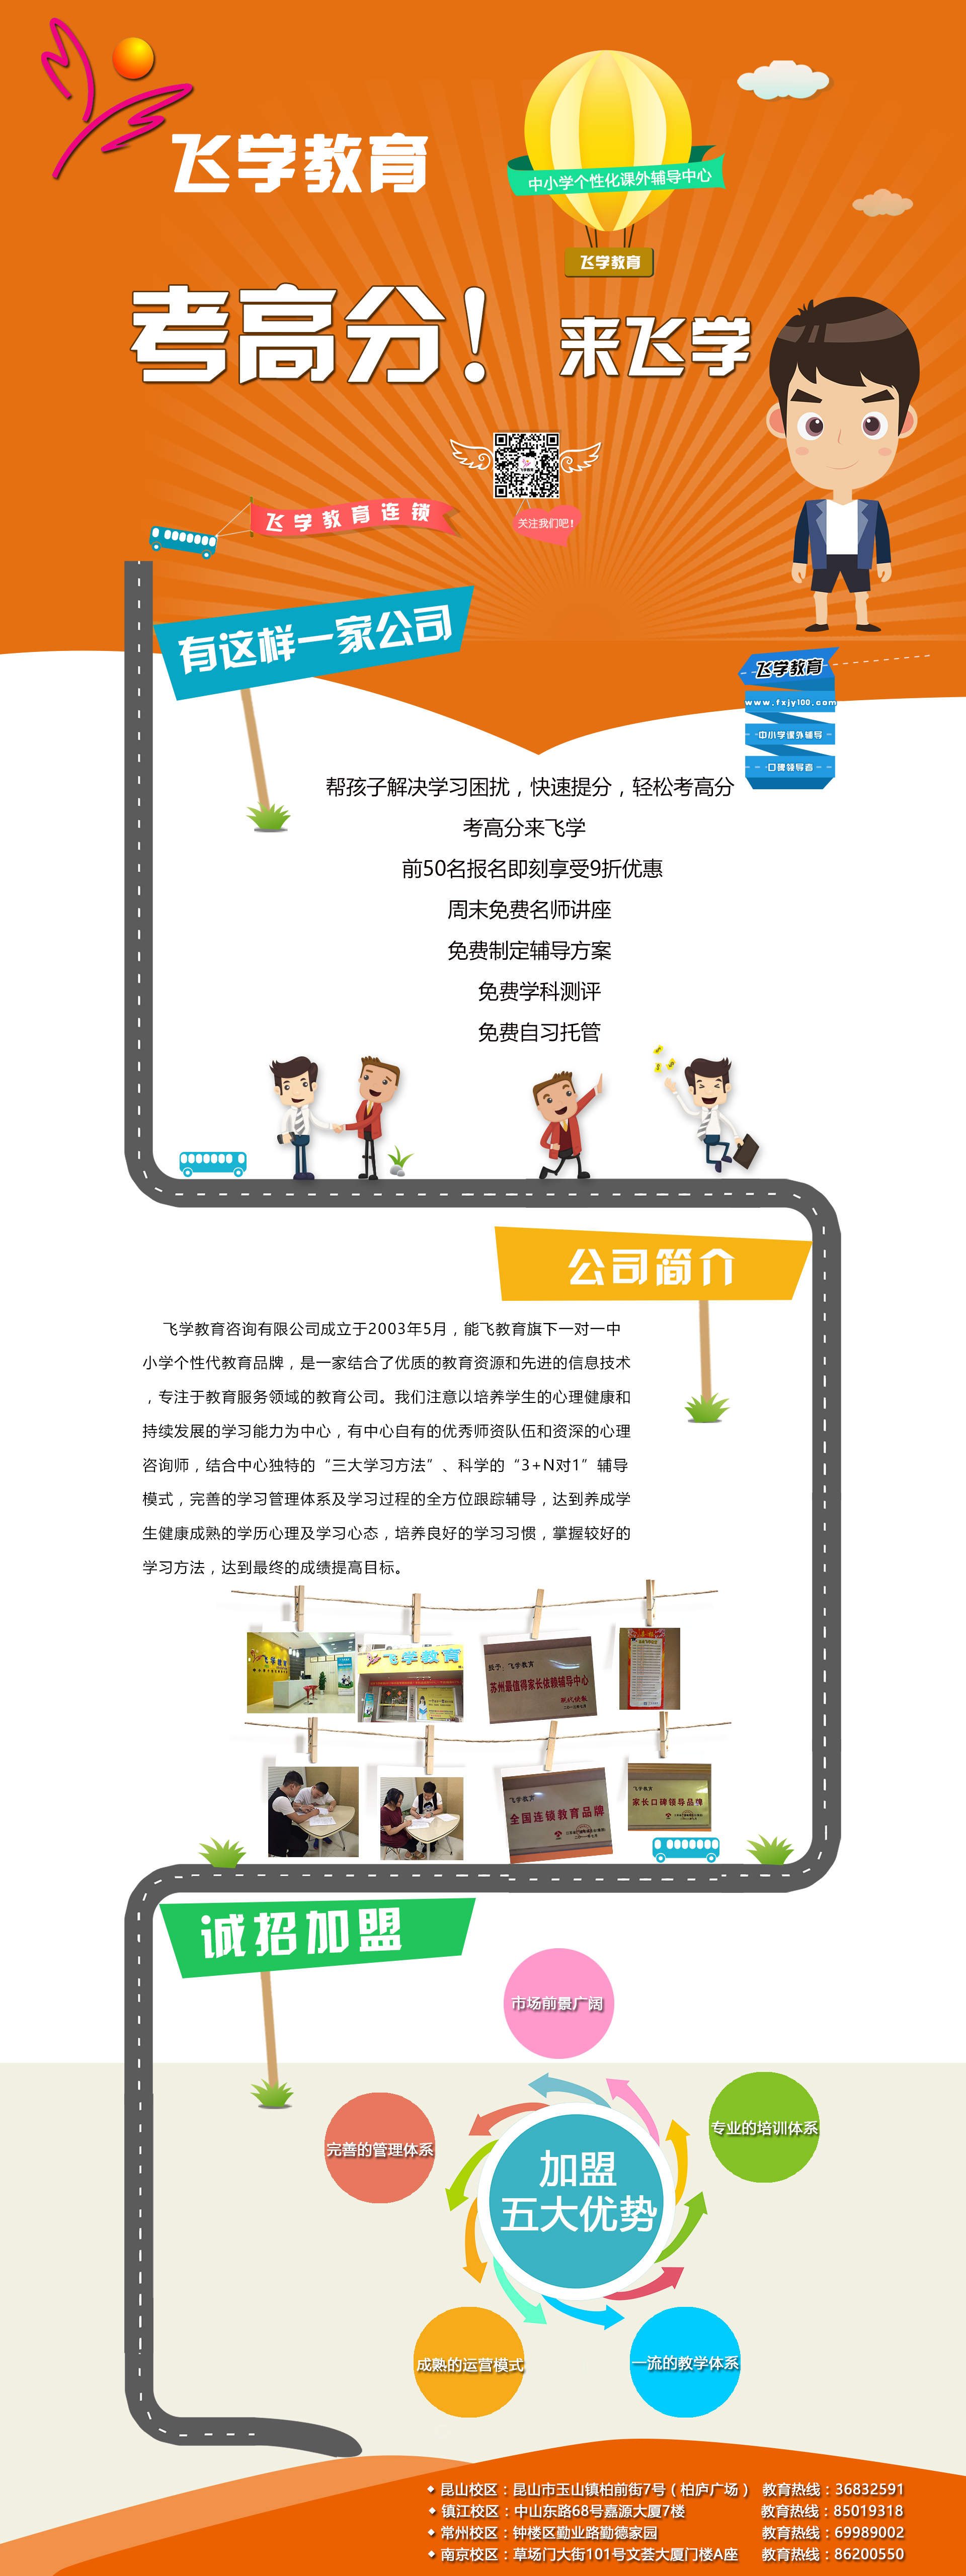 飞学教育
中小学个性化课外辅导中心
飞学教育
考高分！
来飞学
飞学教育
关注我们吧！
飞学教育连锁
有这样一家公司
飞学教育
www.fxjy100.com
中小学课外辅导
口碑领导者
帮孩子解决学习困扰，快速提分，轻松考高分
考高分来飞学
前50名报名即刻享受9折优惠
周末免费名师讲座
免费制定辅导方案
免费学科测评
免费自习托管
公司简介
飞学教育咨询有限公司成立于2003年5月，能飞教育旗下一对一中
小学个性代教育品牌，是一家结合了优质的教育资源和先进的信息技术
，专注于教育服务领域的教育公司。我们注意以培养学生的心理健康和
持续发展的学习能力为中心，有中心自有的优秀师资队伍和资深的心理
咨询师，结合中心独特的“三大学习方法”、科学的“3+N对1”辅导
模式，完善的学习管理体系及学习过程的全方位跟踪辅导，达到养成学
生健康成熟的学历心理及学习心态，培养良好的学习习惯，掌握较好的
学习方法，达到最终的成绩提高目标。
飞学教育
飞学教育
授予：飞学教育
苏州最值得家长依赖辅导中心
现代快报
飞学教育
全国连锁教育品牌
飞学教育
家长口碑领导品牌
诚招加盟
市场前景广阔
专业的培训体系
完善的管理体系
加盟
五大优势
成熟的运营模式
一流的教学体系
昆山校区：昆山市玉山镇柏前街7号（柏庐广场） 教育热线：36832591
镇江校区：中山东路68号嘉源大厦7楼 教育热线：85019318
常州校区：钟楼区勤业路勤德家园 教育热线：69989002
南京校区：草场门大街101号文荟大厦门楼A座 教育热线：86200550